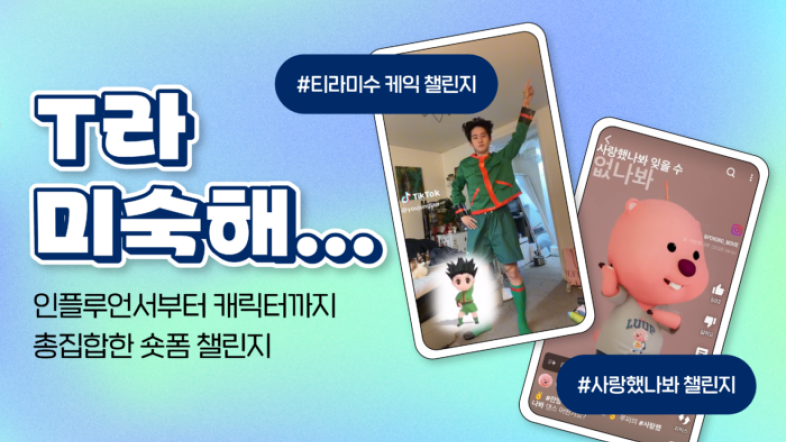 T라
미숙해...
인플루언서부터 캐릭터까지
총집합한 숏폼 챌린지
#티라미수 케익 챌린지
TikTok
사랑했나봐 잊을 수
없나봐
LUUP
#사랑했나봐 챌린지